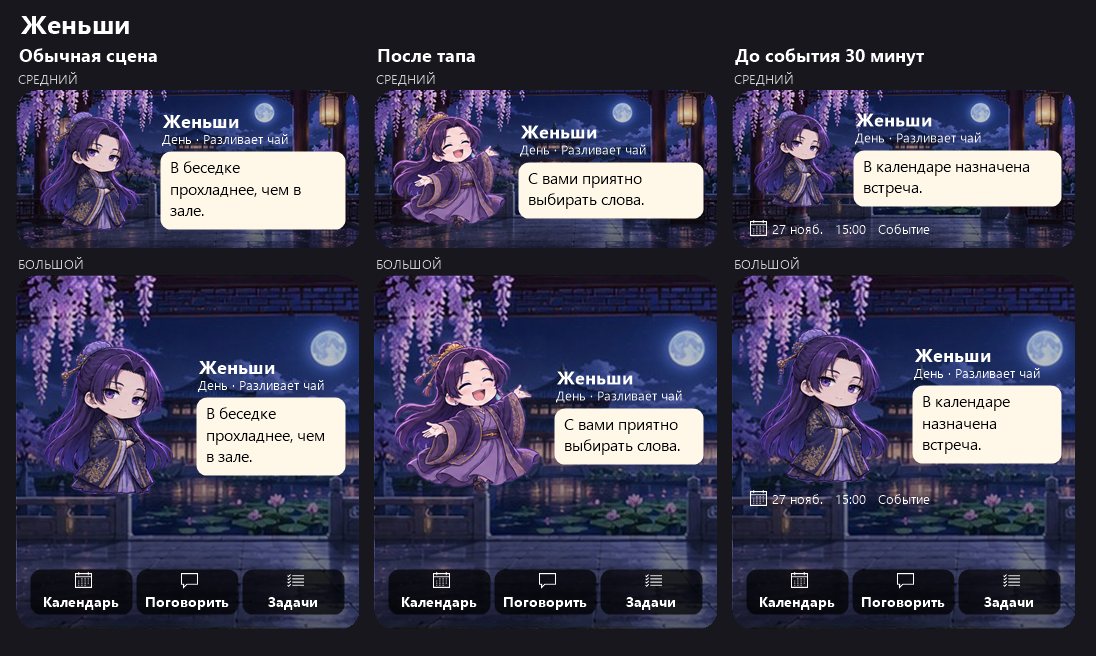 Женьши
Обычная сцена
СРЕДНИЙ
Женьши
День · Разливает чай
В беседке
прохладнее, чем в
зале.
БОЛЬШОЙ
Женьши
День · Разливает чай
В беседке
прохладнее, чем
в зале.
Календарь
Поговорить
Задачи
После тапа
СРЕДНИЙ
Женьши
День · Разливает чай
С вами приятно
выбирать слова.
БОЛЬШОЙ
Женьши
День · Разливает чай
С вами приятно
выбирать слова.
Календарь
Поговорить
Задачи
До события 30 минут
СРЕДНИЙ
Женьши
День · Разливает чай
В календаре назначена
встреча.
27 нояб. 15:00 Событие
БОЛЬШОЙ
Женьши
День · Разливает чай
В календаре
назначена
встреча.
27 нояб. 15:00 Событие
Календарь
Поговорить
Задачи